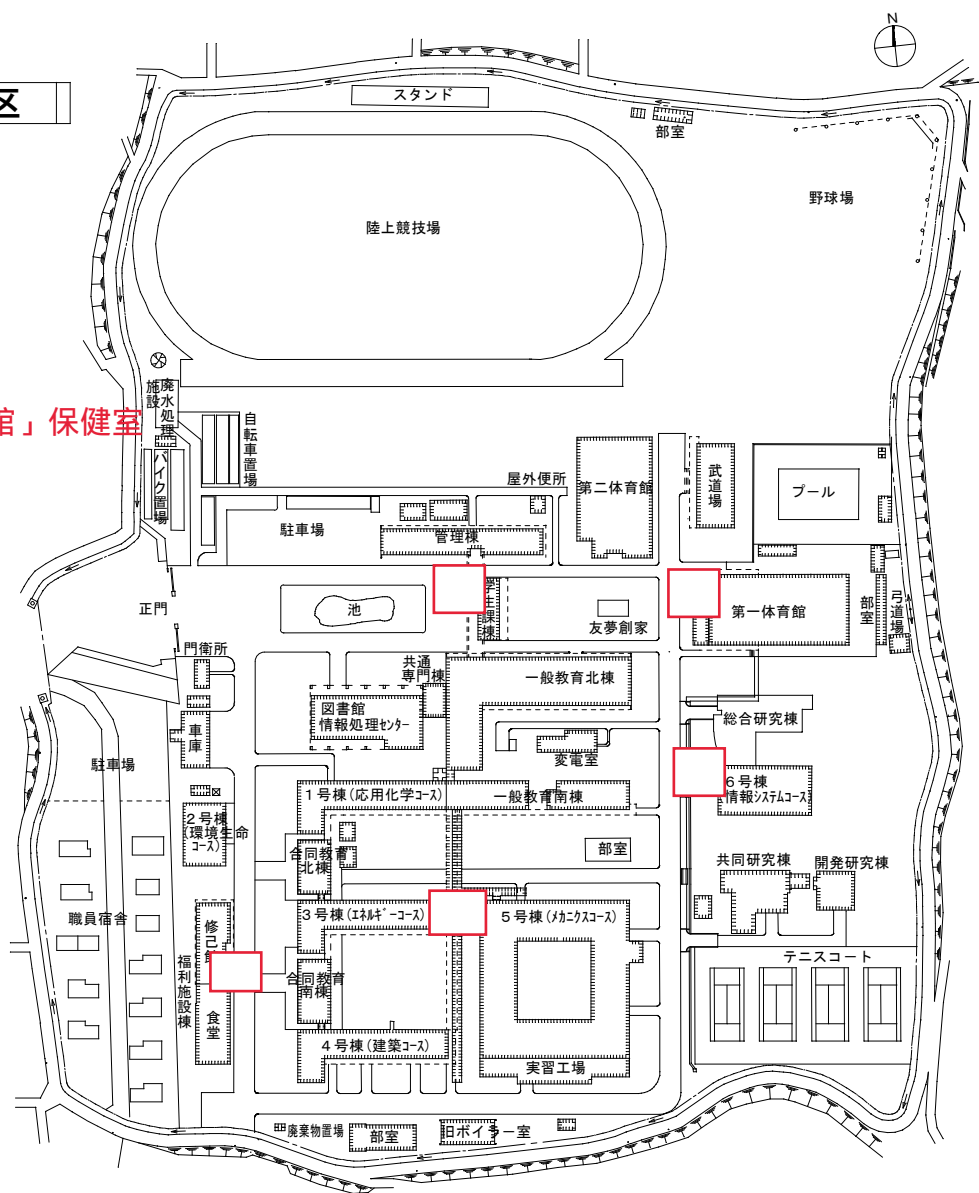 N
区
スタンド
部室
野球場
陸上競技場
廃水処理
施設
館」保健室
自転車置場
バイク置場
屋外便所
第二体育館
武道場
プール
駐車場
管理棟
正門
池
学生課棟
友夢創家
第一体育館
部室
弓道場
門衛所
共通
専門棟
一般教育北棟
図書館
情報処理センター
総合研究棟
車庫
変電室
駐車場
6号棟
情報システムコース)
1号棟(応用化学コース)
一般教育南棟
2号棟
(環境生命
コース)
部室
合同教育
北棟
共同研究棟
開発研究棟
職員宿舎
修己館
3号棟(エネルギーコース)
5号棟(メカニクスコース)
福利施設棟
合同教育
南棟
テニスコート
食堂
4号棟(建築コース)
実習工場
廃棄物置場
部室
旧ボイラー室